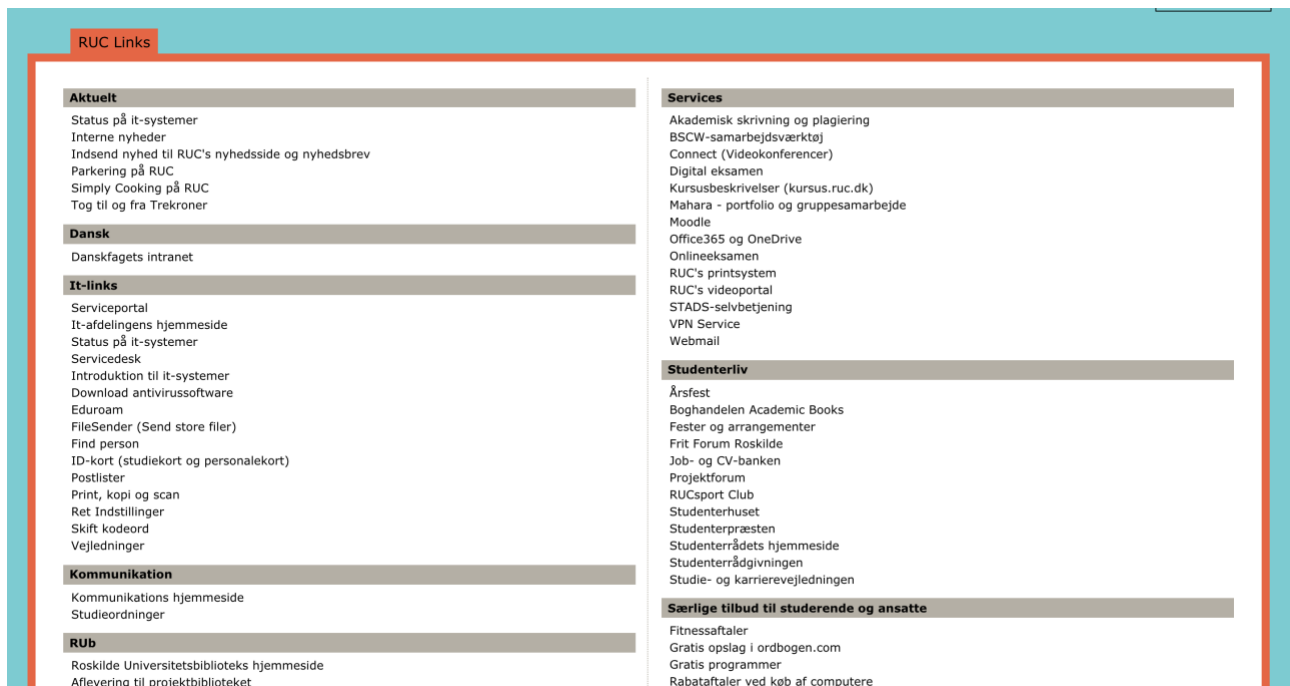 RUC Links
Aktuelt
Status på it-systemer
Interne nyheder
Indsend nyhed til RUC's nyhedsside og nyhedsbrev
Parkering på RUC
Simply Cooking på RUC
Tog til og fra Trekroner
Dansk
Danskfagets intranet
It-links
Serviceportal
It-afdelingens hjemmeside
Status på it-systemer
Servicedesk
Introduktion til it-systemer
Download antivirussoftware
Eduroam
FileSender (Send store filer)
Find person
ID-kort (studiekort og personalekort)
Postlister
Print, kopi og scan
Ret Indstillinger
Skift kodeord
Vejledninger
Kommunikation
Kommunikations hjemmeside
Studieordninger
RUb
Roskilde Universitetsbiblioteks hjemmeside
Aflevering til projektbiblioteket
Services
Akademisk skrivning og plagiering
BSCW-samarbejdsværktøj
Connect (Videokonferencer)
Digital eksamen
Kursusbeskrivelser (kursus.ruc.dk)
Mahara - portfolio og gruppesamarbejde
Moodle
Office365 og OneDrive
Onlineeksamen
RUC's printsystem
RUC's videoportal
STADS-selvbetjening
VPN Service
Webmail
Studenterliv
Årsfest
Boghandelen Academic Books
Fester og arrangementer
Frit Forum Roskilde
Job- og CV-banken
Projektforum
RUCsport Club
Studenterhuset
Studenterpræsten
Studenterrådets hjemmeside
Studenterrådgivningen
Studie- og karrierevejledningen
Særlige tilbud til studerende og ansatte
Fitnessaftaler
Gratis opslag i ordbogen.com
Gratis programmer
Rabataftaler ved køb af computere